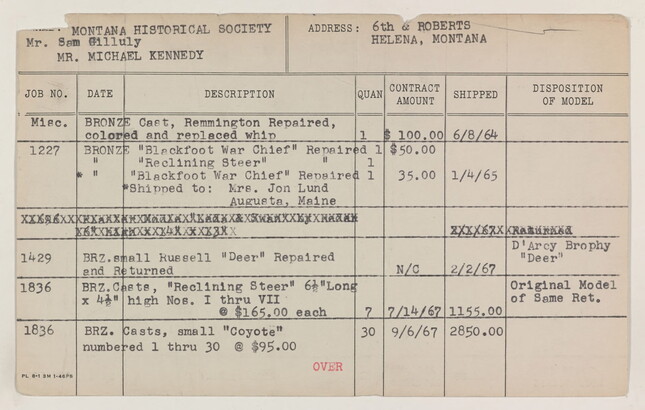 MONTANA HISTORICAL SOCIETY
ADDRESS: 6th & ROBERTS
Mr. Sam Gilluly
HELENA, MONTANA
MR. MICHAEL KENNEDY
JOB NO. DATE DESCRIPTION QUAN CONTRACT AMOUNT SHIPPED DISPOSITION OF MODEL
Misc. BRONZE Cast, Remmington Repaired,
colored and replaced whip 1 $ 100.00 6/8/64
1227 BRONZE "Blackfoot War Chief" Repaired 1 $50.00
" "Reclining Steer" " 1
* " "Blackfoot War Chief" Repaired 1 35.00 1/4/65
*Shipped to: Mrs. Jon Lund
Augusta, Maine
Returned
D'Arcy Brophy
1429 BRZ.small Russell "Deer" Repaired "Deer"
and Returned N/C 2/2/67
1836 BRZ.Casts, "Reclining Steer" 6½"Long Original Model
x 4½" high Nos. I thru VII of Same Ret.
@ $165.00 each 7 7/14/67 1155.00
1836 BRZ. Casts, small "Coyote" 30 9/6/67 2850.00
numbered 1 thru 30 @ $95.00
OVER